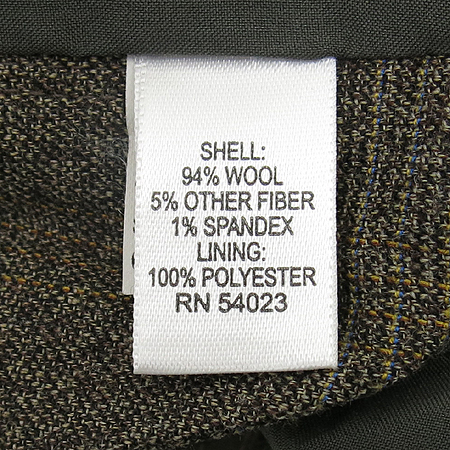 SHELL:
94% WOOL
5% OTHER FIBER
1% SPANDEX
LINING:
100% POLYESTER
RN 54023